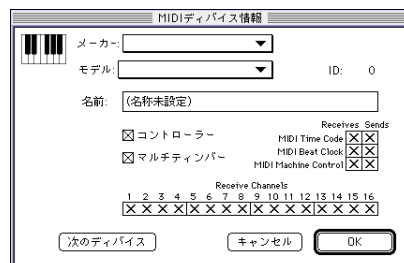 MIDIディバイス情報
メーカー:
モデル:
ID: 0
名前: (名称未設定)
Receives Sends
コントローラー
MIDI Time Code
MIDI Beat Clock
マルチティンバー
MIDI Machine Control
Receive Channels
1 2 3 4 5 6 7 8 9 10 11 12 13 14 15 16
次のディバイス キャンセル OK